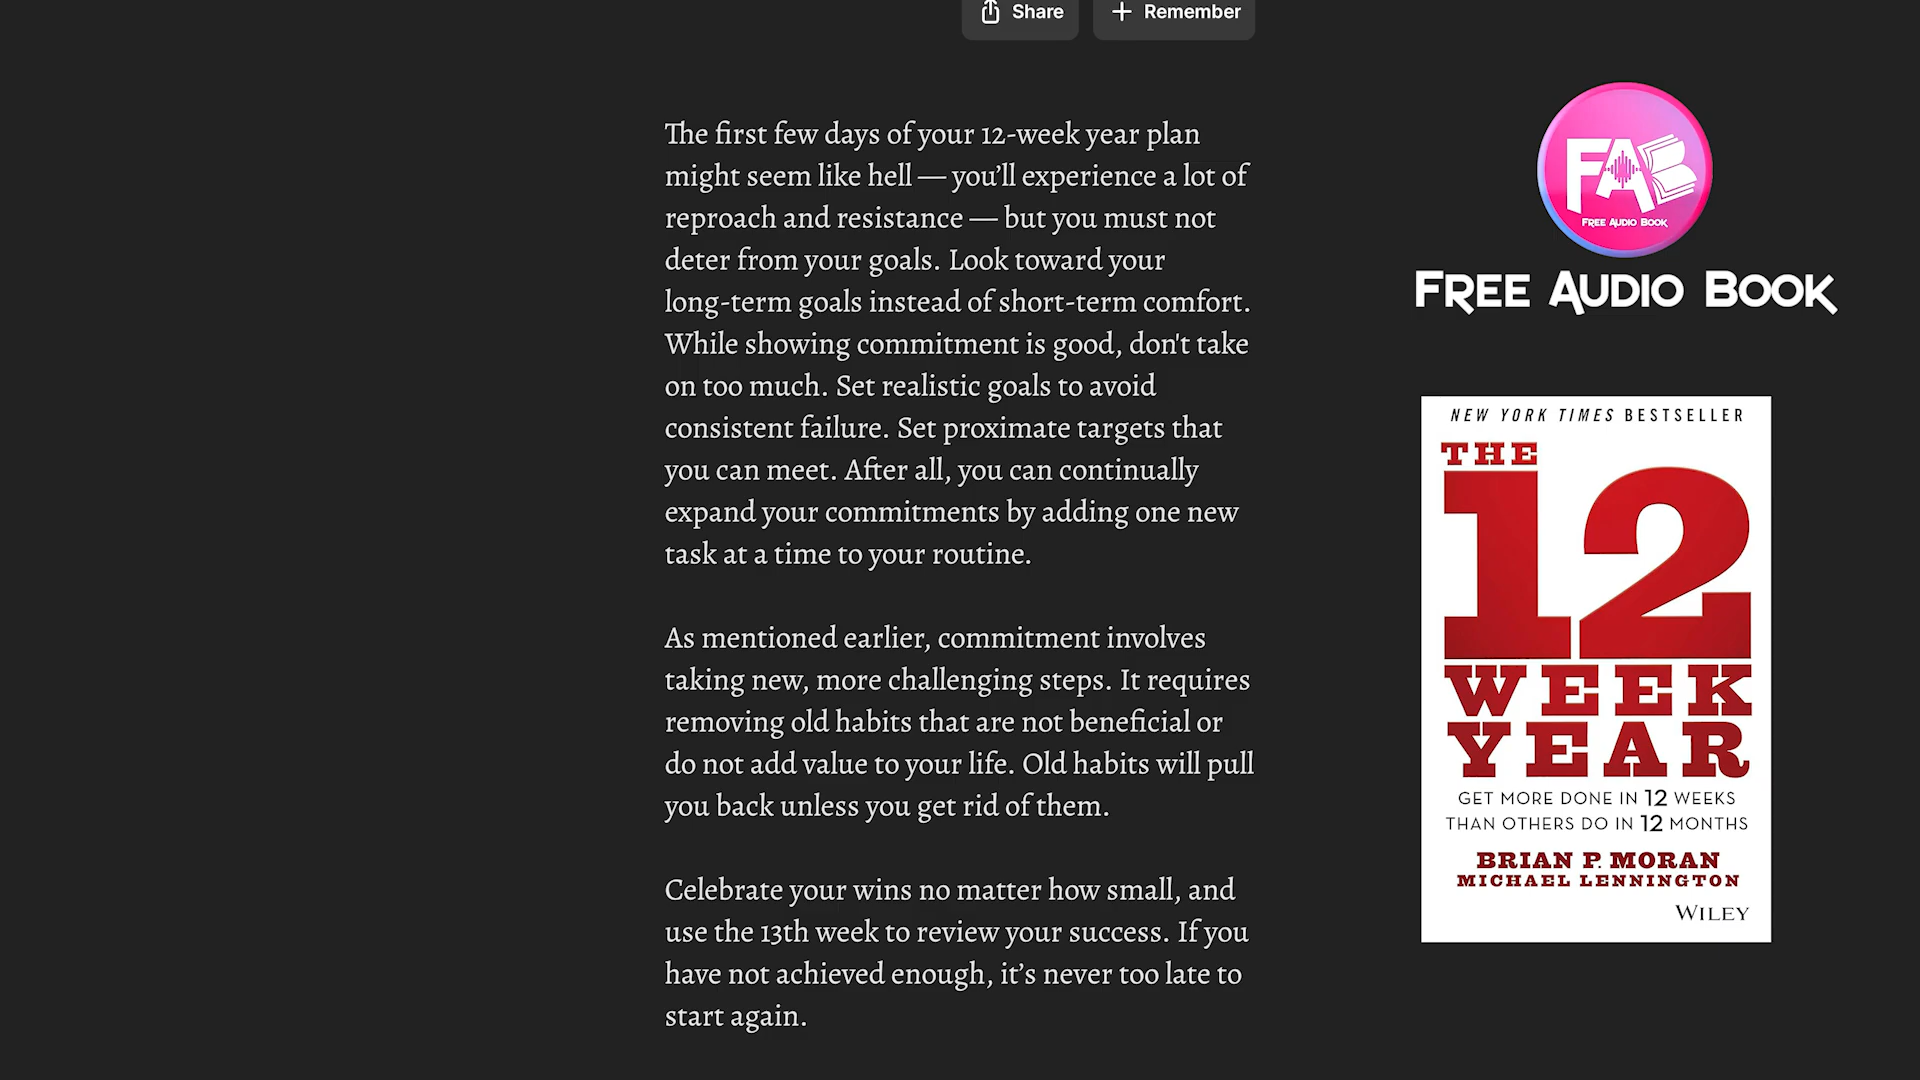 Share
Remember
The first few days of your 12-week year plan
might seem like hell — you’ll experience a lot of
reproach and resistance — but you must not
deter from your goals. Look toward your
long-term goals instead of short-term comfort.
While showing commitment is good, don't take
on too much. Set realistic goals to avoid
consistent failure. Set proximate targets that
you can meet. After all, you can continually
expand your commitments by adding one new
task at a time to your routine.
As mentioned earlier, commitment involves
taking new, more challenging steps. It requires
removing old habits that are not beneficial or
do not add value to your life. Old habits will pull
you back unless you get rid of them.
Celebrate your wins no matter how small, and
use the 13th week to review your success. If you
have not achieved enough, it’s never too late to
start again.
FAB
FREE AUDIO BOOK
FREE AUDIO BOOK
NEW YORK TIMES BESTSELLER
THE
12
WEEK
YEAR
GET MORE DONE IN 12 WEEKS
THAN OTHERS DO IN 12 MONTHS
BRIAN P. MORAN
MICHAEL LENNINGTON
WILEY